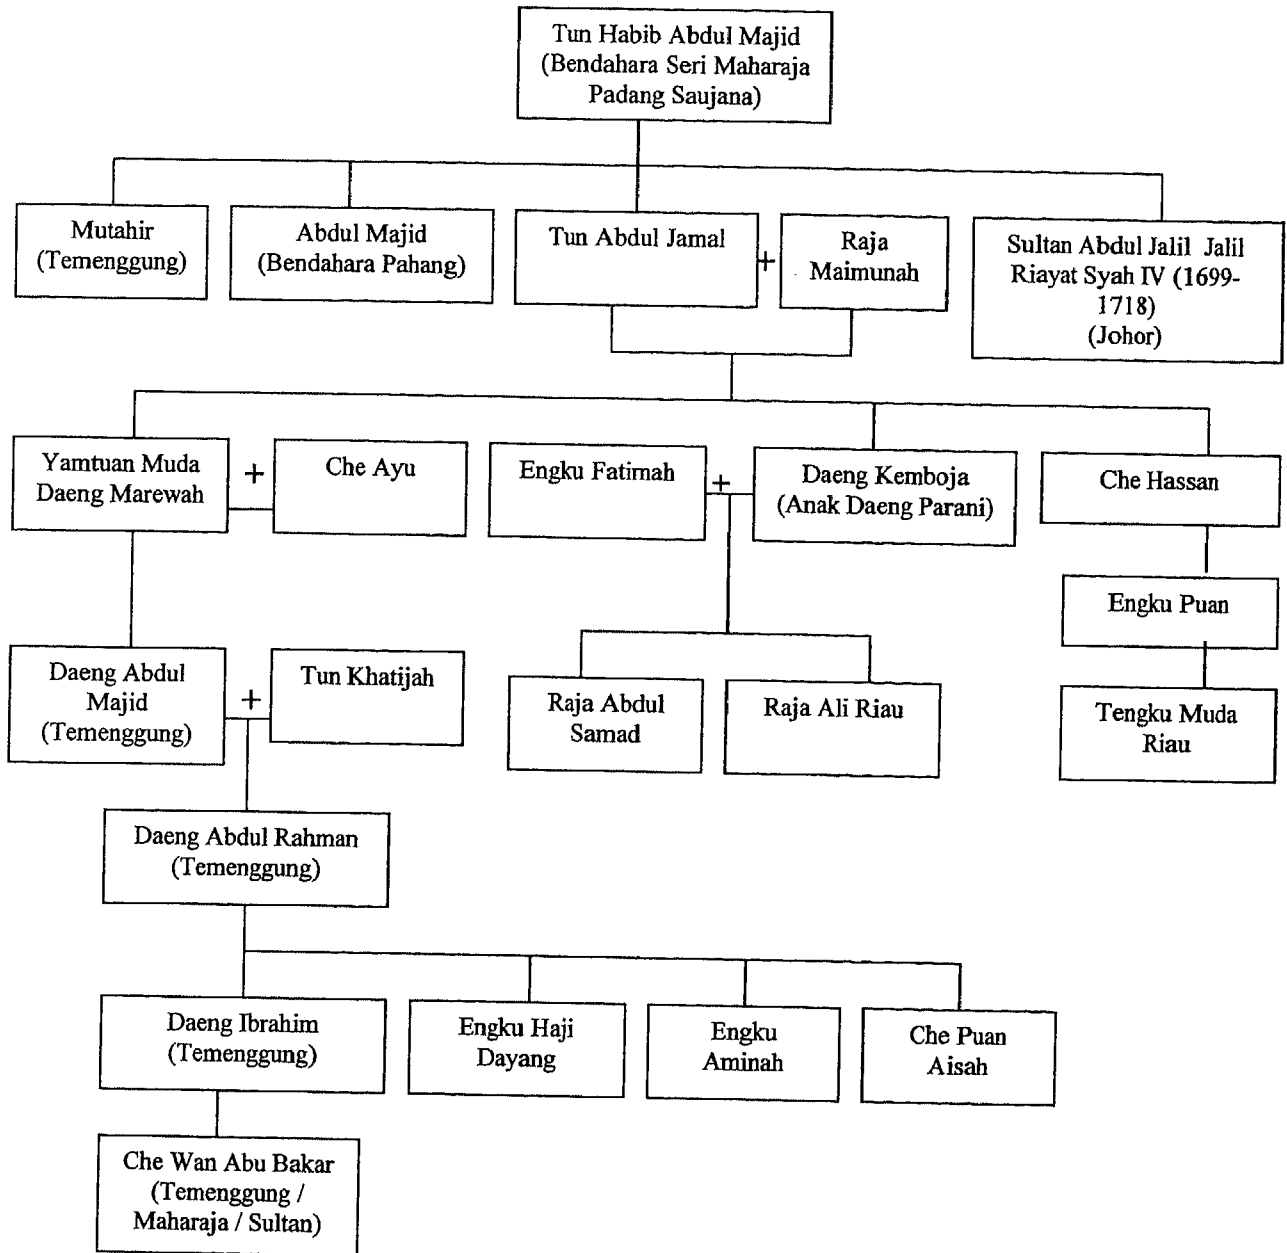 Tun Habib Abdul Majid
(Bendahara Seri Maharaja
Padang Saujana)
Mutahir
(Temenggung)
Abdul Majid
(Bendahara Pahang)
Tun Abdul Jamal
+
Raja
Maimunah
Sultan Abdul Jalil Jalil
Riayat Syah IV (1699-
1718)
(Johor)
Yamtuan Muda
Daeng Marewah
+
Che Ayu
Engku Fatimah
+
Daeng Kemboja
(Anak Daeng Parani)
Che Hassan
Engku Puan
Tengku Muda
Riau
Daeng Abdul
Majid
(Temenggung)
+
Tun Khatijah
Raja Abdul
Samad
Raja Ali Riau
Daeng Abdul Rahman
(Temenggung)
Daeng Ibrahim
(Temenggung)
Engku Haji
Dayang
Engku
Aminah
Che Puan
Aisah
Che Wan Abu Bakar
(Temenggung /
Maharaja / Sultan)